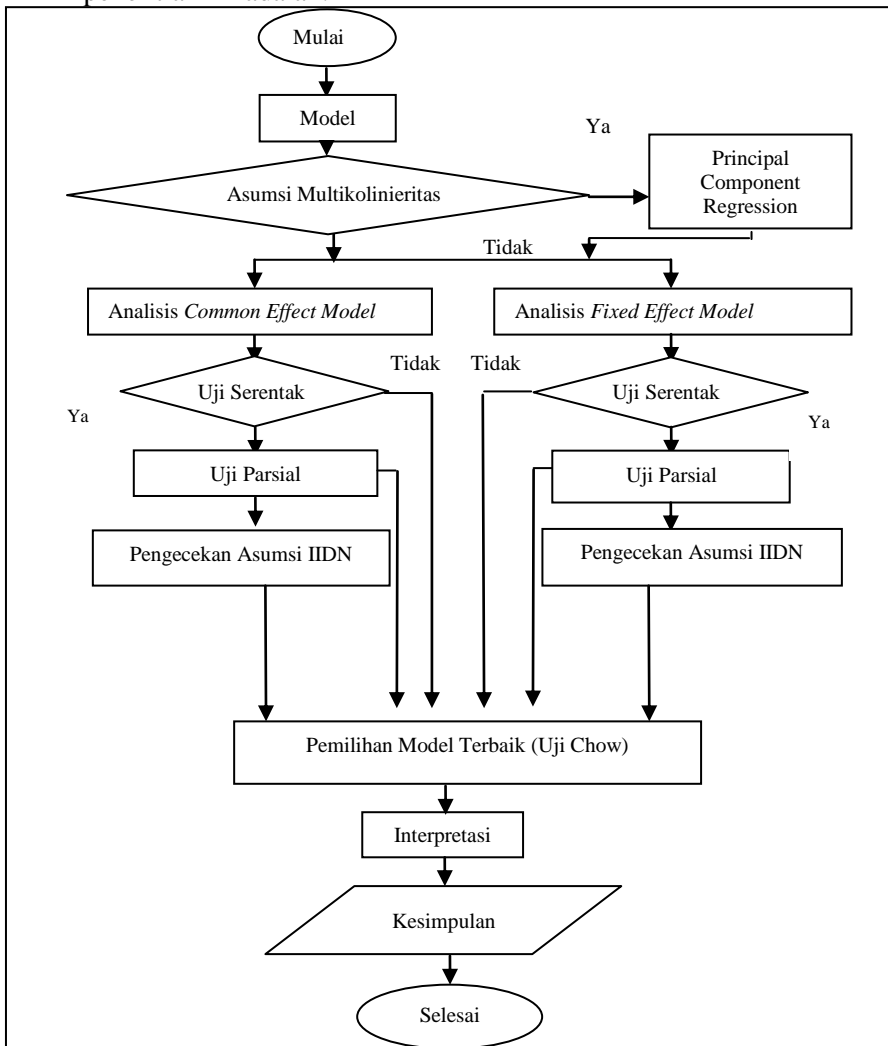 Mulai
Model
Ya
Asumsi Multikolinieritas
Principal
Component
Regression
Tidak
Analisis Common Effect Model
Analisis Fixed Effect Model
Tidak
Tidak
Uji Serentak
Uji Serentak
Ya
Ya
Uji Parsial
Uji Parsial
Pengecekan Asumsi IIDN
Pengecekan Asumsi IIDN
Pemilihan Model Terbaik (Uji Chow)
Interpretasi
Kesimpulan
Selesai